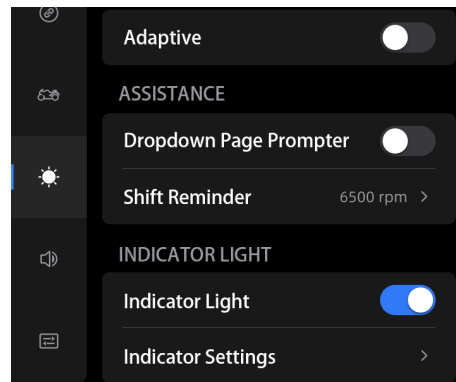 Adaptive
ASSISTANCE
Dropdown Page Prompter
Shift Reminder 6500 rpm >
INDICATOR LIGHT
Indicator Light
Indicator Settings >